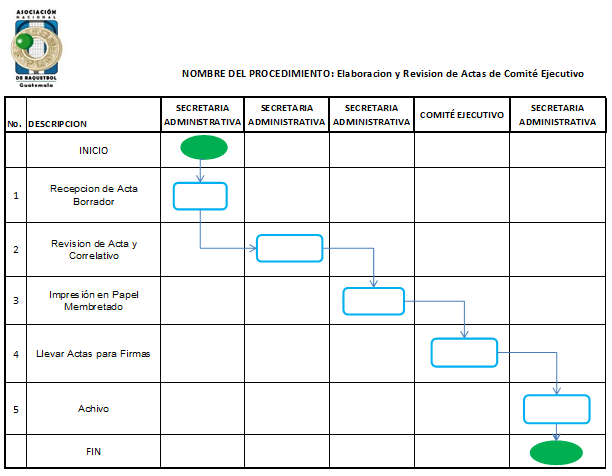 ASOCIACIÓN
NACIONAL
DE RAQUETBOL
Guatemala
NOMBRE DEL PROCEDIMIENTO: Elaboracion y Revision de Actas de Comité Ejecutivo
No. DESCRIPCION
SECRETARIA
ADMINISTRATIVA
SECRETARIA
ADMINISTRATIVA
SECRETARIA
ADMINISTRATIVA
COMITÉ EJECUTIVO
SECRETARIA
ADMINISTRATIVA
INICIO
1
Recepcion de Acta
Borrador
2
Revision de Acta y
Correlativo
3
Impresión en Papel
Membretado
4
Llevar Actas para Firmas
5
Achivo
FIN